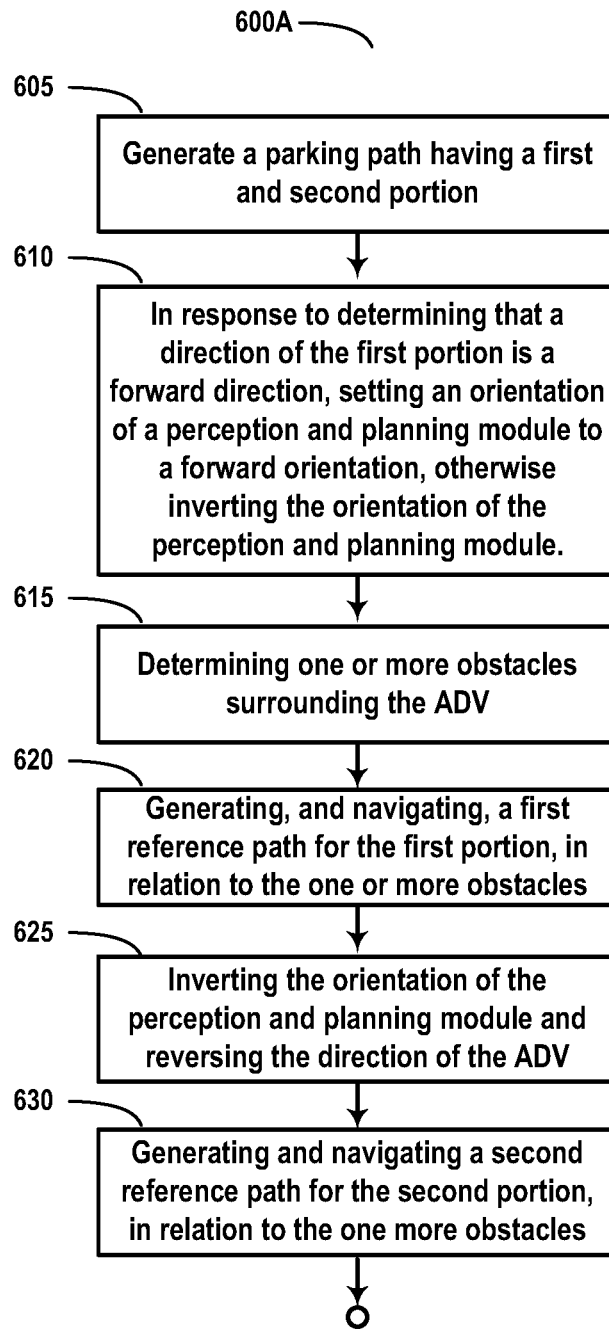 600A
605
Generate a parking path having a first
and second portion
610
In response to determining that a
direction of the first portion is a
forward direction, setting an orientation
of a perception and planning module to
a forward orientation, otherwise
inverting the orientation of the
perception and planning module.
615
Determining one or more obstacles
surrounding the ADV
620
Generating, and navigating, a first
reference path for the first portion, in
relation to the one or more obstacles
625
Inverting the orientation of the
perception and planning module and
reversing the direction of the ADV
630
Generating and navigating a second
reference path for the second portion,
in relation to the one more obstacles